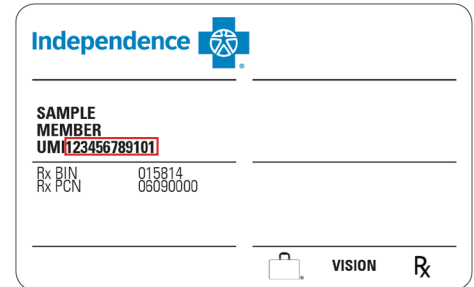 Independence
SAMPLE
MEMBER
UMI123456789101
Rx BIN 015814
Rx PCN 06090000
VISION
Rx